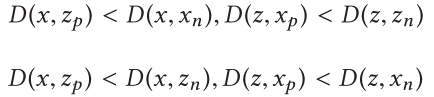 D(x, z_p) < D(x, x_n), D(z, x_p) < D(z, z_n)
D(x, z_p) < D(x, z_n), D(z, x_p) < D(z, x_n)